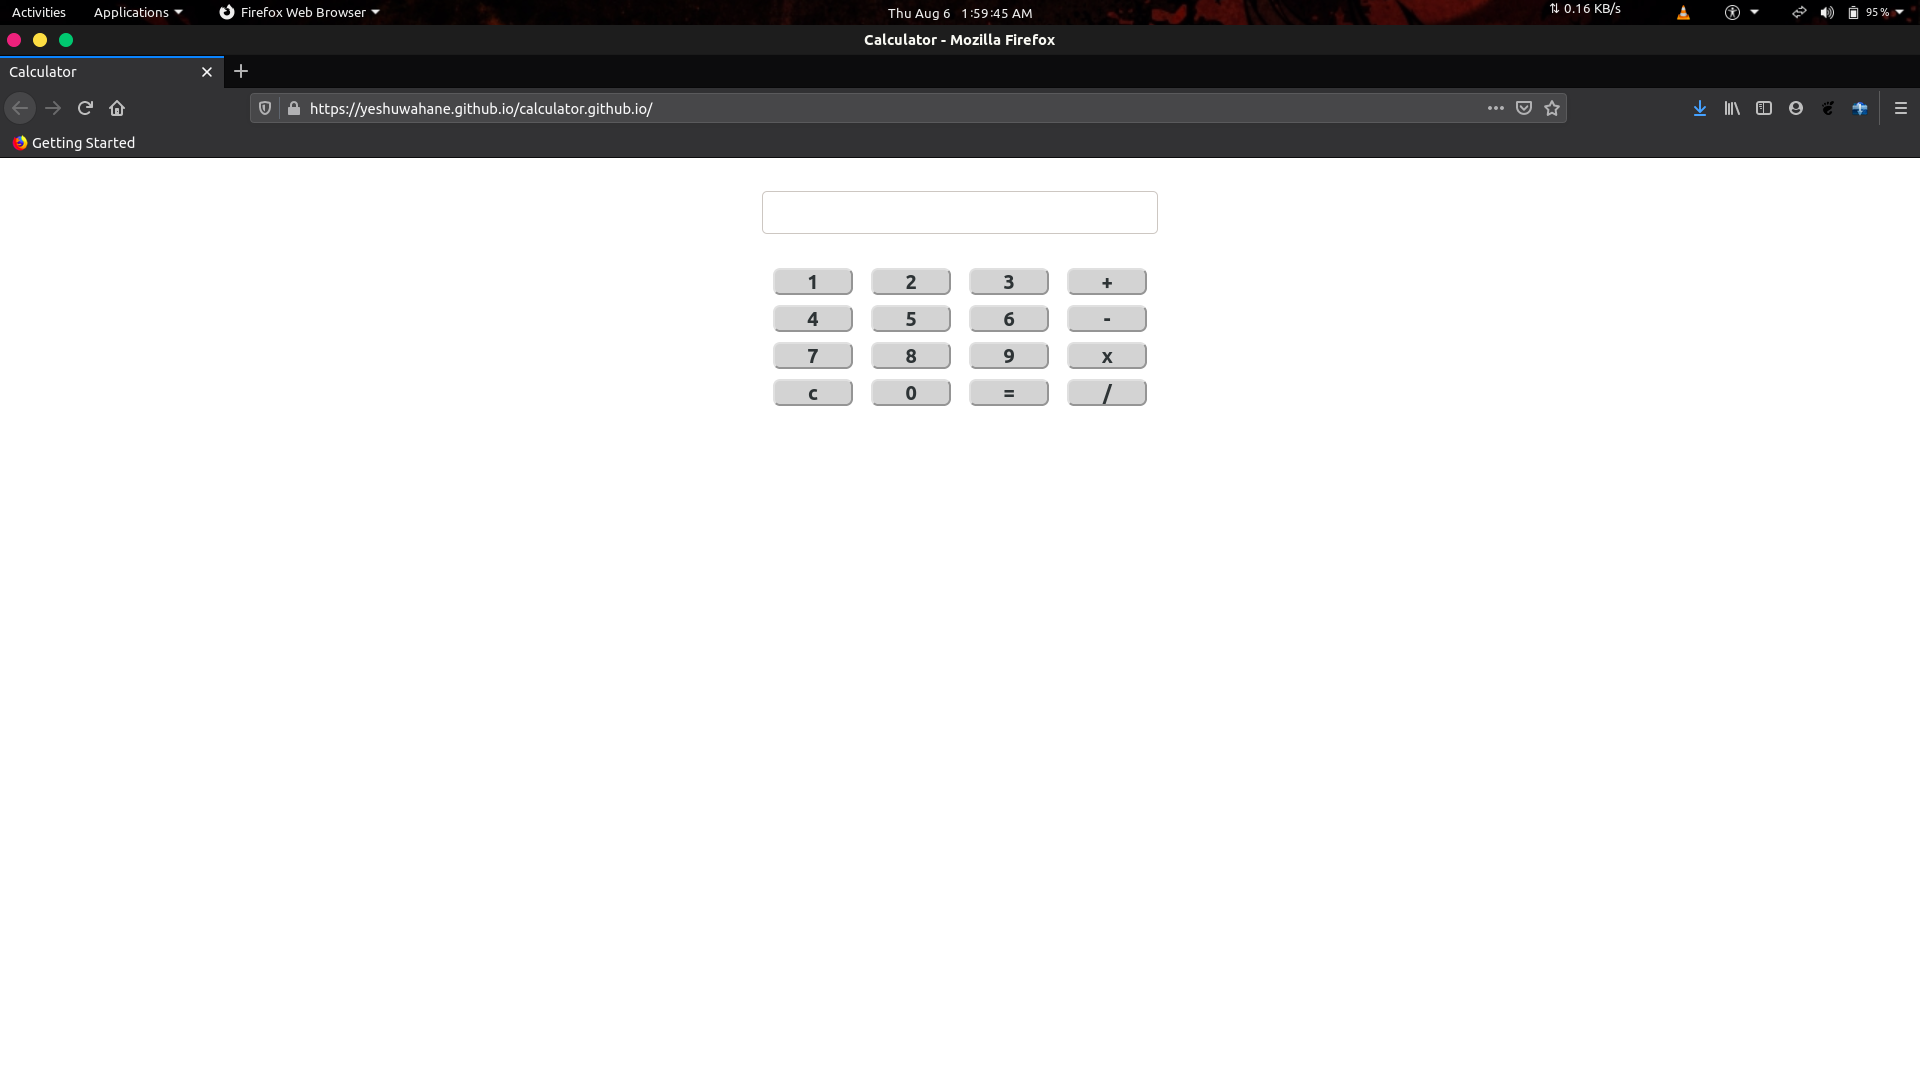 Activities Applications Firefox Web Browser Thu Aug 6 1:59:45 AM ⇅ 0.16 KB/s 95 %
Calculator - Mozilla Firefox
Calculator
https://yeshuwahane.github.io/calculator.github.io/
Getting Started
1 2 3 +
4 5 6 -
7 8 9 x
c 0 = /